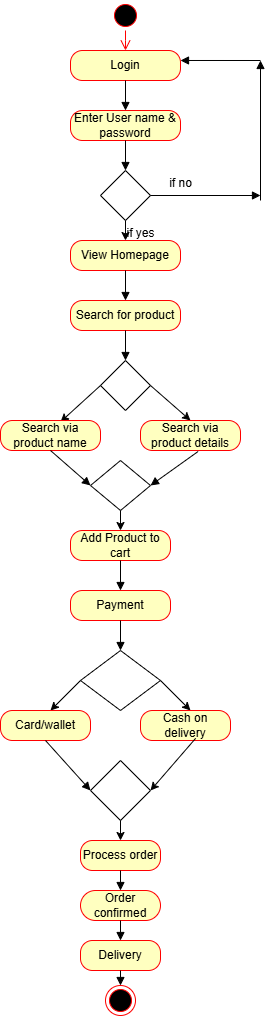 Login
Enter User name &
password
if no
if yes
View Homepage
Search for product
Search via
product name
Search via
product details
Add Product to
cart
Payment
Card/wallet
Cash on
delivery
Process order
Order
confirmed
Delivery